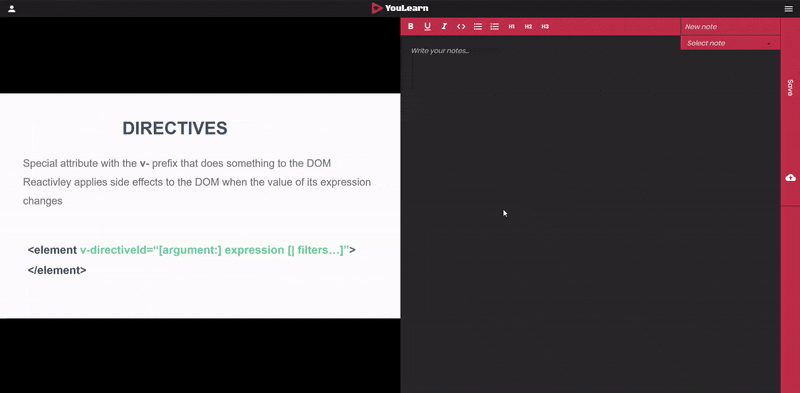 YouLearn
B U I <> H1 H2 H3
New note
Select note
Write your notes...
Save
DIRECTIVES
Special attribute with the v- prefix that does something to the DOM
Reactivley applies side effects to the DOM when the value of its expression
changes
<element v-directiveId=“[argument:] expression [| filters…]”>
</element>